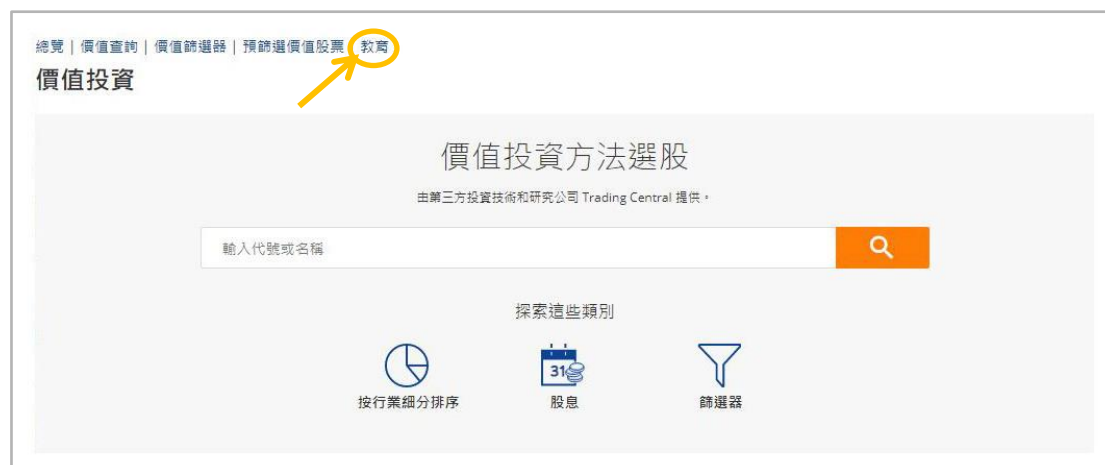 總覽 | 價值查詢 | 價值篩選器 | 預篩選價值股票 教育
價值投資
價值投資方法選股
由第三方投資技術和研究公司 Trading Central 提供。
輸入代號或名稱
探索這些類別
31
按行業細分排序 股息 篩選器